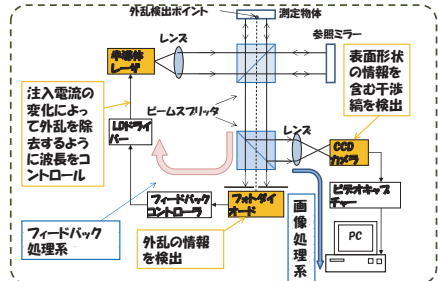 外乱検出ポイント
測定物体
参照ミラー
レンズ
半導体
レーザ
表面形状
の情報を
含む干渉
縞を検出
注入電流の
変化によっ
て外乱を除
去するよう
に波長をコ
ントロール
LDドライ
バー
ビームスプリッタ
レンズ
CCD
カメラ
ビデオキャプ
チャー
フィードバック
コントローラ
フォトダイ
オード
フィードバック
処理系
外乱の情報
を検出
画像処理系
PC